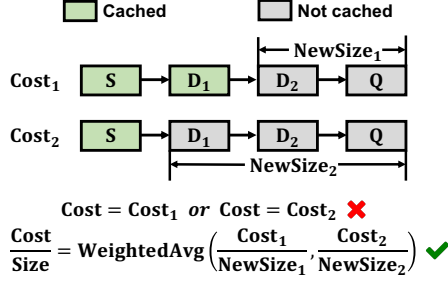 Cached Not cached
NewSize₁
Cost₁ S D₁ D₂ Q
Cost₂ S D₁ D₂ Q
NewSize₂
Cost = Cost₁ or Cost = Cost₂ ✖
Cost/Size = WeightedAvg(Cost₁/NewSize₁, Cost₂/NewSize₂) ✔